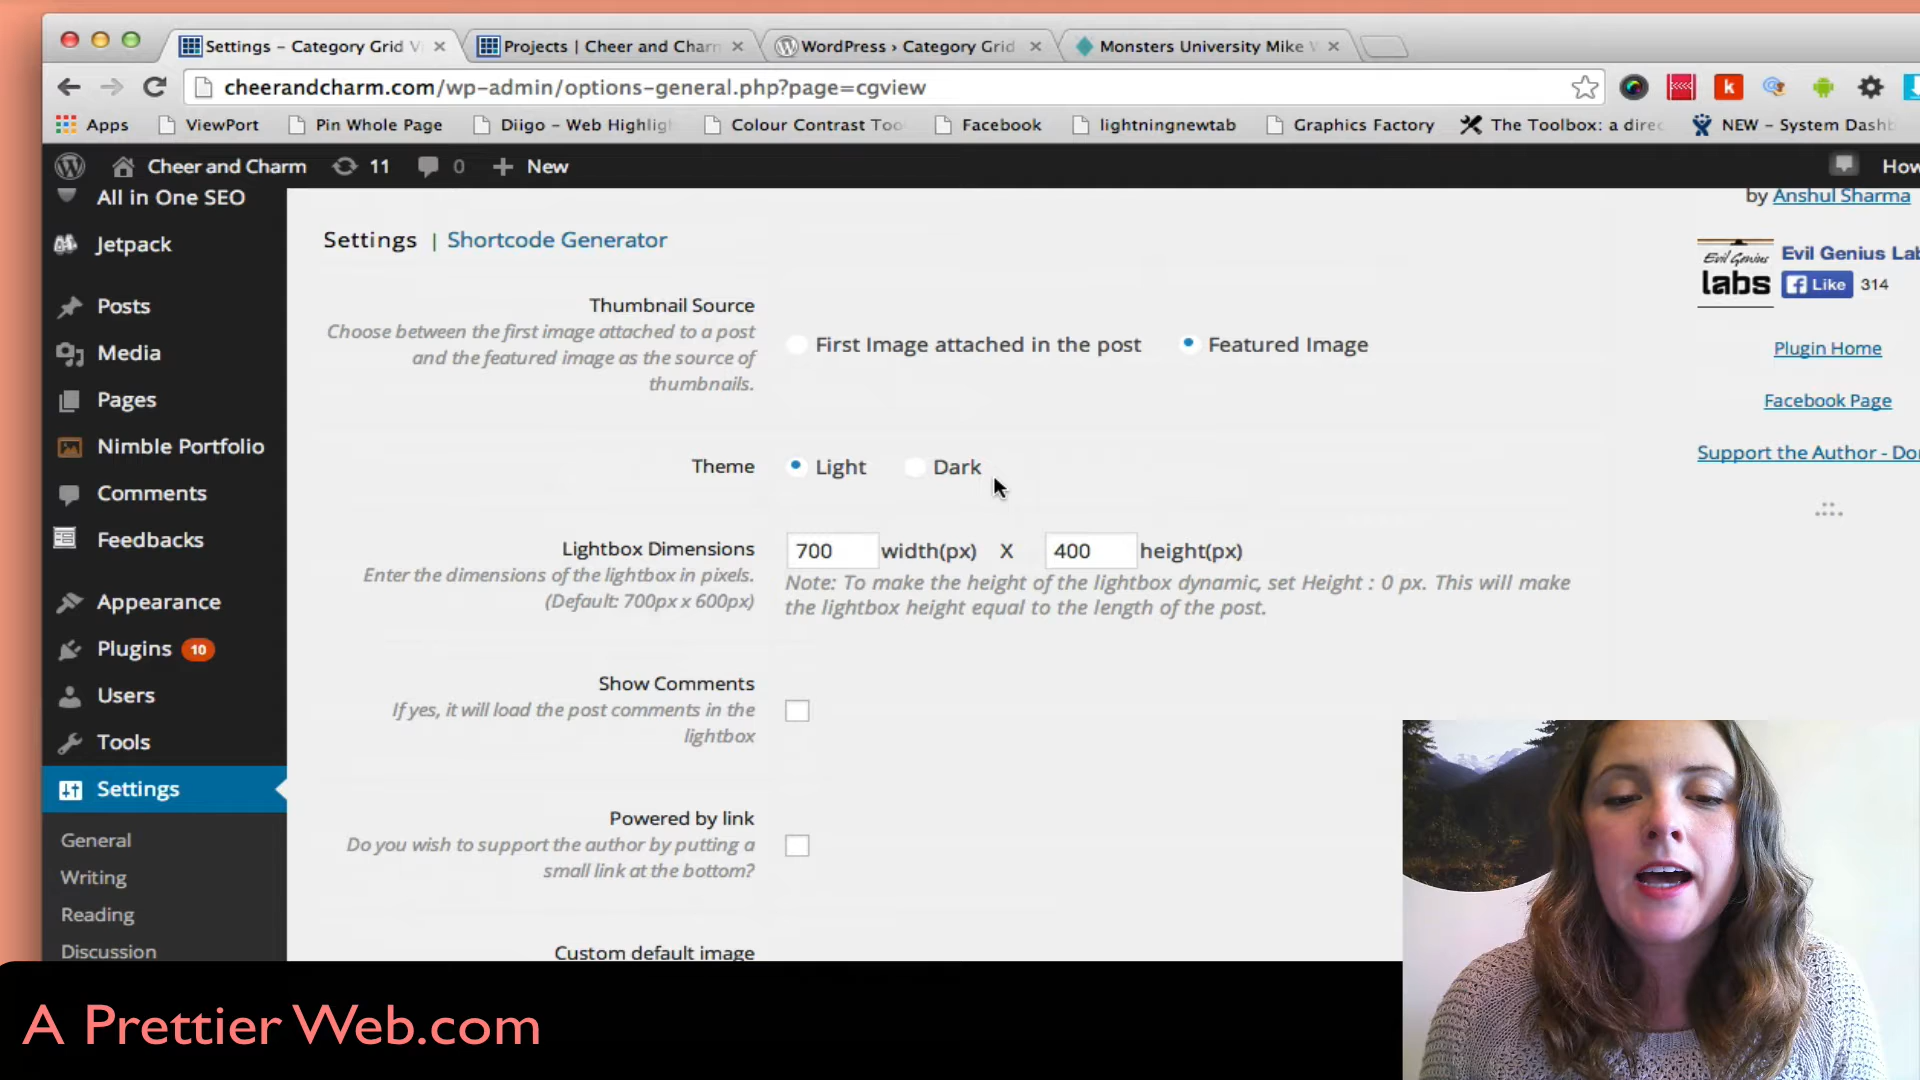 Settings – Category Grid Vi
Projects | Cheer and Charm
WordPress › Category Grid
Monsters University Mike
cheerandcharm.com/wp-admin/options-general.php?page=cgview
Apps
ViewPort
Pin Whole Page
Diigo – Web Highlig
Colour Contrast Too
Facebook
lightningnewtab
Graphics Factory
The Toolbox: a direc
NEW – System Dashb
Cheer and Charm
11
0
New
How
All in One SEO
Jetpack
Posts
Media
Pages
Nimble Portfolio
Comments
Feedbacks
Appearance
Plugins 10
Users
Tools
Settings
General
Writing
Reading
Discussion
Settings | Shortcode Generator
Thumbnail Source
Choose between the first image attached to a post
and the featured image as the source of
thumbnails.
First Image attached in the post
Featured Image
Theme
Light
Dark
Lightbox Dimensions
Enter the dimensions of the lightbox in pixels.
(Default: 700px x 600px)
700 width(px) X 400 height(px)
Note: To make the height of the lightbox dynamic, set Height : 0 px. This will make
the lightbox height equal to the length of the post.
Show Comments
If yes, it will load the post comments in the
lightbox
Powered by link
Do you wish to support the author by putting a
small link at the bottom?
Custom default image
by Anshul Sharma
Evil Genius
labs
Evil Genius Lab
Like 314
Plugin Home
Facebook Page
Support the Author - Do
A Prettier Web.com